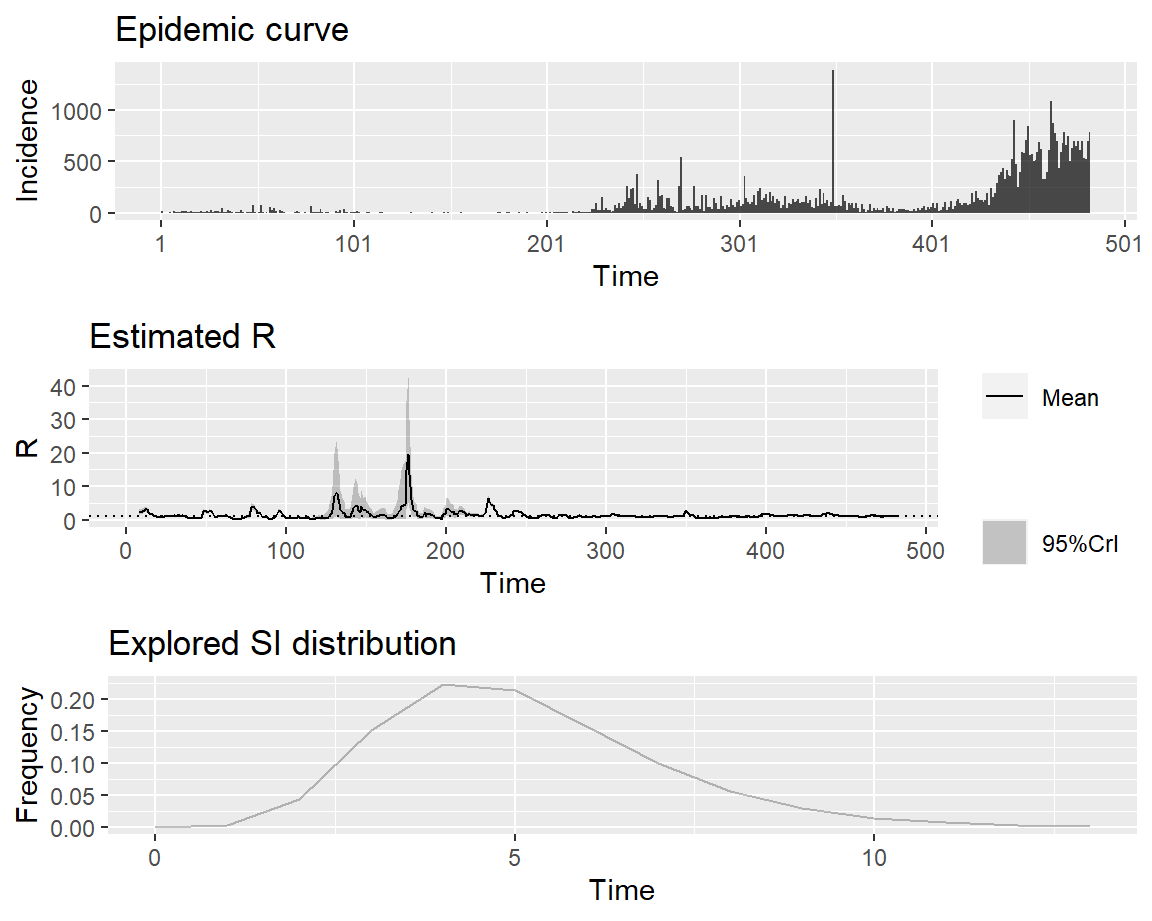 Epidemic curve
Incidence
1000
500
0
1 101 201 301 401 501
Time
Estimated R
R
40
30
20
10
0
0 100 200 300 400 500
Time
Mean
95%CrI
Explored SI distribution
Frequency
0.20
0.15
0.10
0.05
0.00
0 5 10
Time